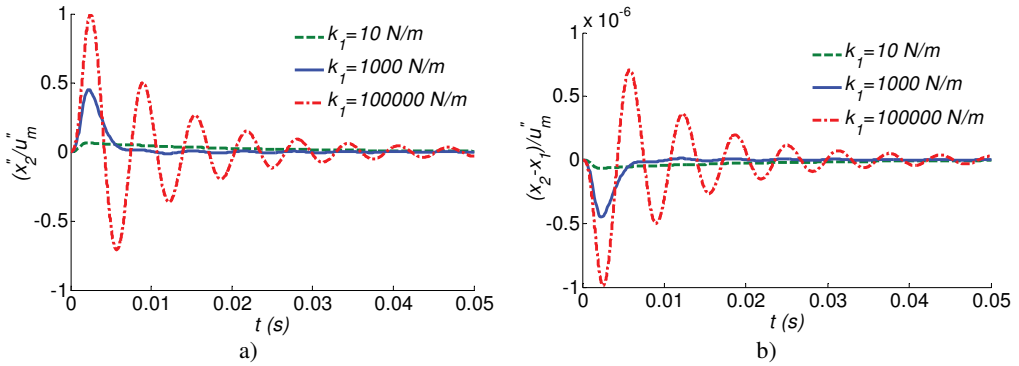 1
0.5
0
-0.5
-1
(x₂"/u"ₘ)
0
0.01
0.02
0.03
0.04
0.05
t (s)
k₁=10 N/m
k₁=1000 N/m
k₁=100000 N/m
a)
x 10⁻⁶
1
0.5
0
-0.5
-1
(x₂-x₁)/u"ₘ
0
0.01
0.02
0.03
0.04
0.05
t (s)
k₁=10 N/m
k₁=1000 N/m
k₁=100000 N/m
b)